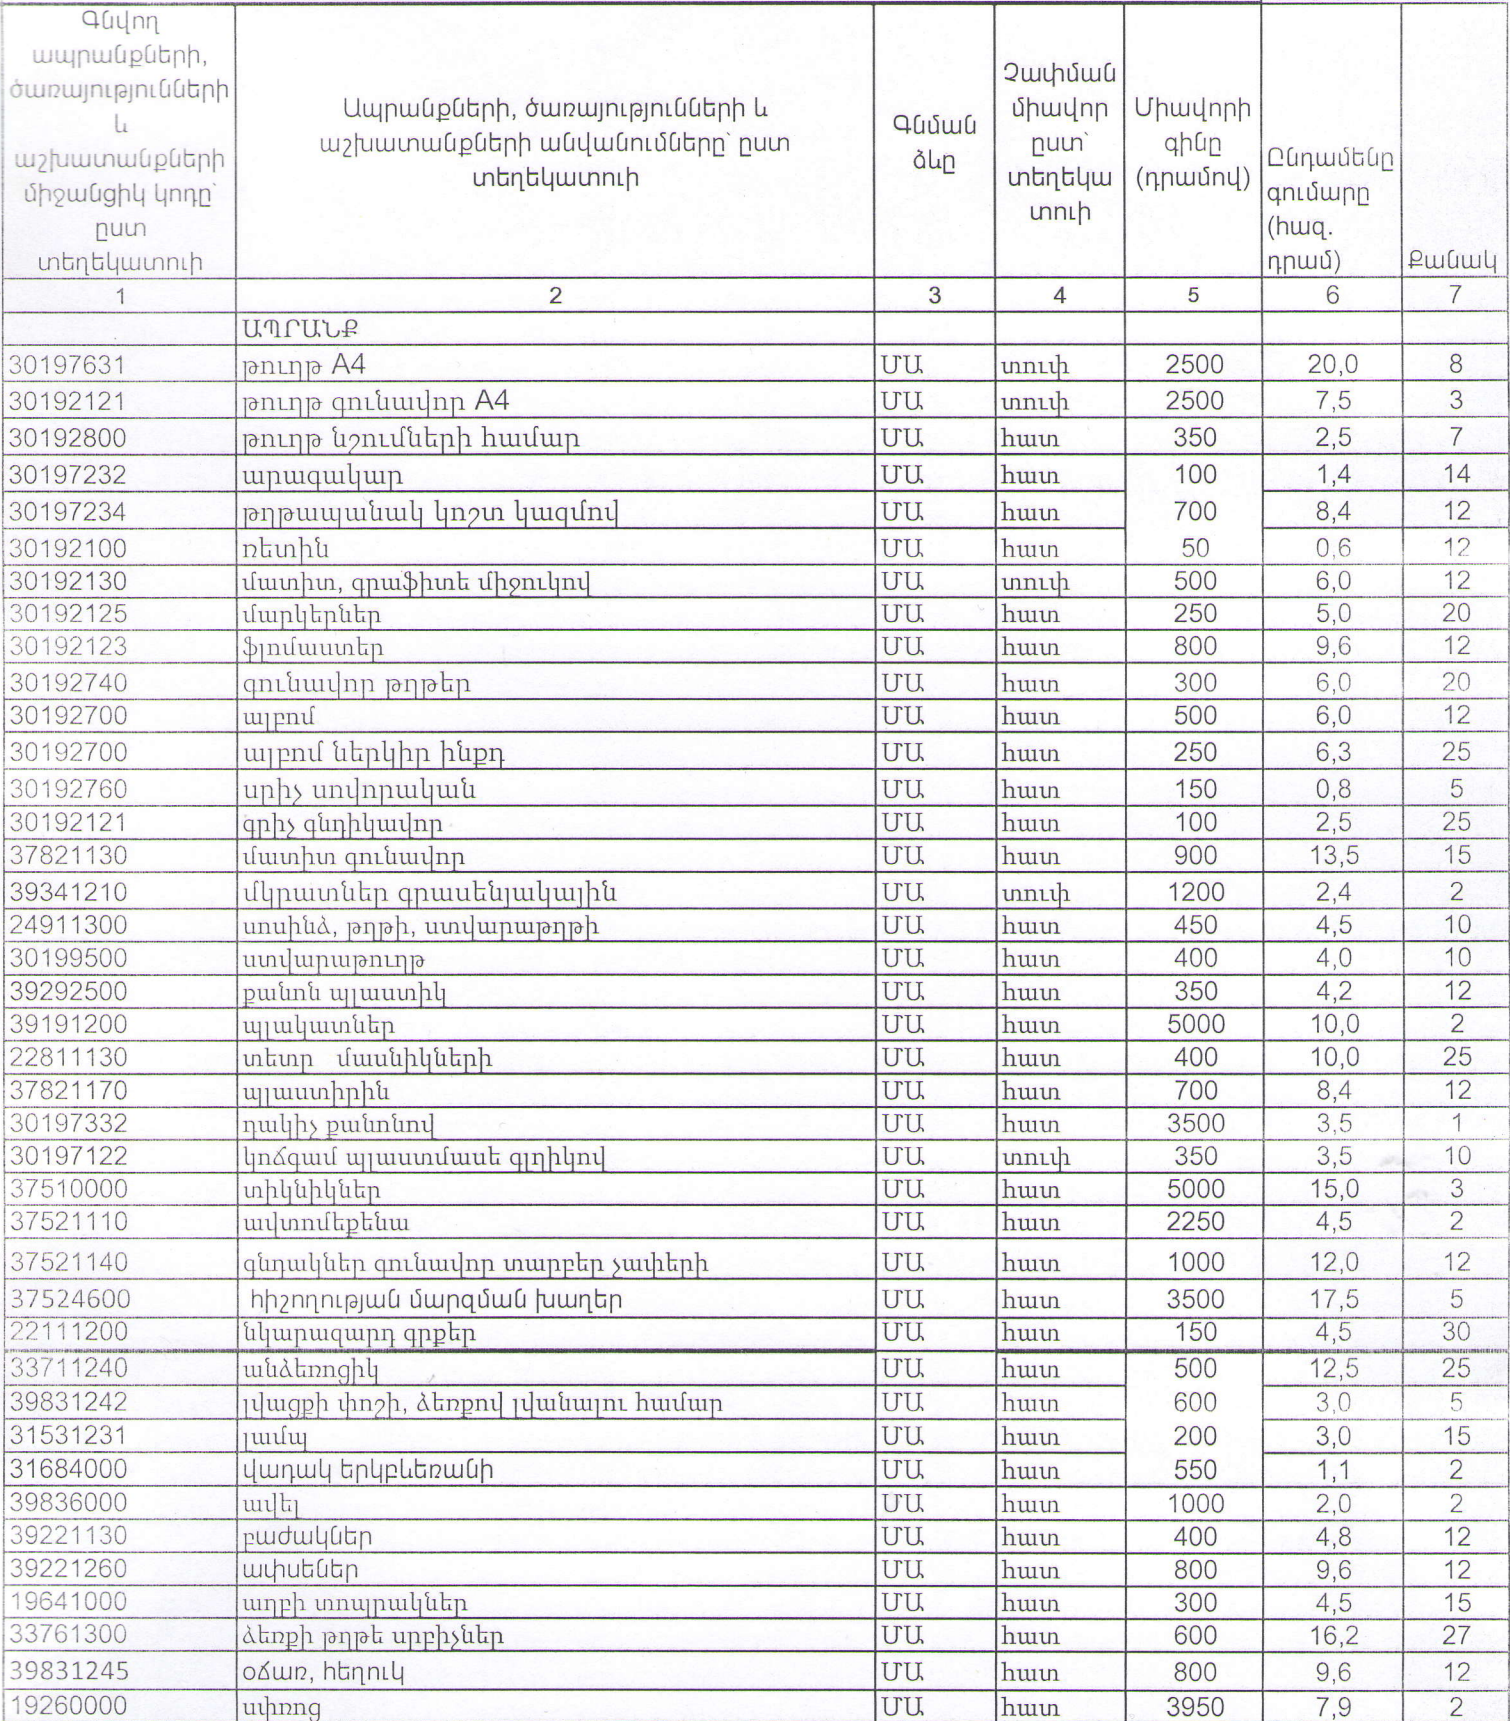 Գնվող ապրանքների, ծառայությունների և աշխատանքների միջանցիկ կոդը՝ ըստ տեղեկատուի
Ապրանքների, ծառայությունների և աշխատանքների անվանումները՝ ըստ տեղեկատուի
Գնման ձևը
Չափման միավոր ըստ՝ տեղեկա տուի
Միավորի գինը (դրամով)
Ընդամենը գումարը (հազ. դրամ)
Քանակ
1 2 3 4 5 6 7
ԱՊՐԱՆՔ
30197631 թուղթ A4 ՄԱ տուփ 2500 20,0 8
30192121 թուղթ գունավոր A4 ՄԱ տուփ 2500 7,5 3
30192800 թուղթ նշումների համար ՄԱ հատ 350 2,5 7
30197232 արագակար ՄԱ հատ 100 1,4 14
30197234 թղթապանակ կոշտ կազմով ՄԱ հատ 700 8,4 12
30192100 ռետին ՄԱ հատ 50 0,6 12
30192130 մատիտ, գրաֆիտե միջուկով ՄԱ տուփ 500 6,0 12
30192125 մարկերներ ՄԱ հատ 250 5,0 20
30192123 ֆլոմաստեր ՄԱ հատ 800 9,6 12
30192740 գունավոր թղթեր ՄԱ հատ 300 6,0 20
30192700 ալբոմ ՄԱ հատ 500 6,0 12
30192700 ալբոմ ներկիր ինքդ ՄԱ հատ 250 6,3 25
30192760 սրիչ սովորական ՄԱ հատ 150 0,8 5
30192121 գրիչ գնդիկավոր ՄԱ հատ 100 2,5 25
37821130 մատիտ գունավոր ՄԱ հատ 900 13,5 15
39341210 մկրատներ գրասենյակային ՄԱ տուփ 1200 2,4 2
24911300 սոսինձ, թղթի, ստվարաթղթի ՄԱ հատ 450 4,5 10
30199500 ստվարաթուղթ ՄԱ հատ 400 4,0 10
39292500 քանոն պլաստիկ ՄԱ հատ 350 4,2 12
39191200 պլակատներ ՄԱ հատ 5000 10,0 2
22811130 տետր մասնիկների ՄԱ հատ 400 10,0 25
37821170 պլաստիրին ՄԱ հատ 700 8,4 12
30197332 դակիչ քանոնով ՄԱ հատ 3500 3,5 1
30197122 կոճգամ պլաստմասե գլղիկով ՄԱ տուփ 350 3,5 10
37510000 տիկնիկներ ՄԱ հատ 5000 15,0 3
37521110 ավտոմեքենա ՄԱ հատ 2250 4,5 2
37521140 գնդակներ գունավոր տարբեր չափերի ՄԱ հատ 1000 12,0 12
37524600 հիշողության մարզման խաղեր ՄԱ հատ 3500 17,5 5
22111200 նկարազարդ գրքեր ՄԱ հատ 150 4,5 30
33711240 անձեռոցիկ ՄԱ հատ 500 12,5 25
39831242 լվացքի փոշի, ձեռքով լվանալու համար ՄԱ հատ 600 3,0 5
31531231 լամպ ՄԱ հատ 200 3,0 15
31684000 վադակ երկբևեռանի ՄԱ հատ 550 1,1 2
39836000 ավել ՄԱ հատ 1000 2,0 2
39221130 բաժակներ ՄԱ հատ 400 4,8 12
39221260 ափսեներ ՄԱ հատ 800 9,6 12
19641000 աղբի տոպրակներ ՄԱ հատ 300 4,5 15
33761300 ձեռքի թղթե սրբիչներ ՄԱ հատ 600 16,2 27
39831245 օճառ, հեղուկ ՄԱ հատ 800 9,6 12
19260000 սփռոց ՄԱ հատ 3950 7,9 2